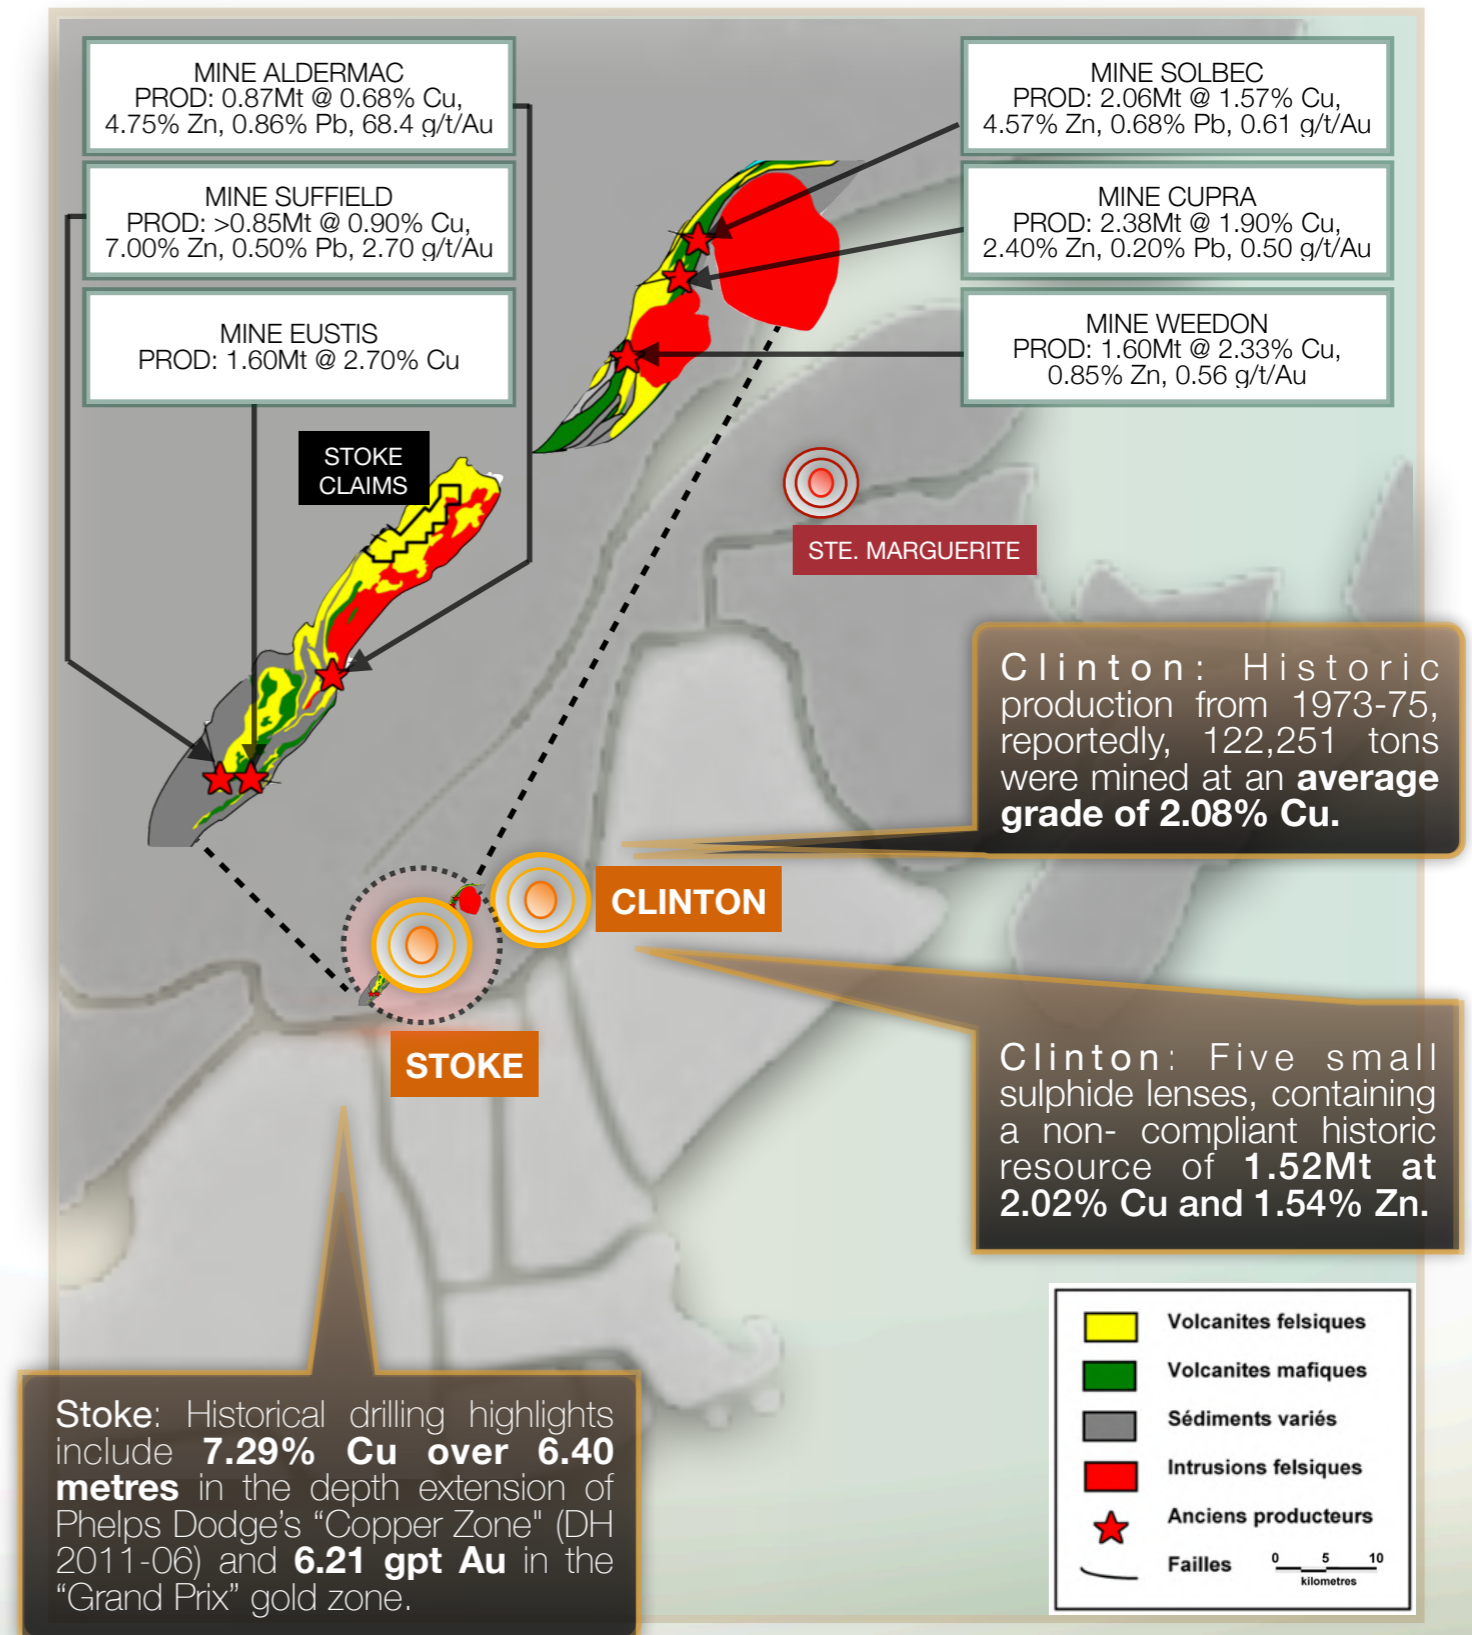 MINE ALDERMAC
PROD: 0.87Mt @ 0.68% Cu,
4.75% Zn, 0.86% Pb, 68.4 g/t/Au
MINE SUFFIELD
PROD: >0.85Mt @ 0.90% Cu,
7.00% Zn, 0.50% Pb, 2.70 g/t/Au
MINE EUSTIS
PROD: 1.60Mt @ 2.70% Cu
MINE SOLBEC
PROD: 2.06Mt @ 1.57% Cu,
4.57% Zn, 0.68% Pb, 0.61 g/t/Au
MINE CUPRA
PROD: 2.38Mt @ 1.90% Cu,
2.40% Zn, 0.20% Pb, 0.50 g/t/Au
MINE WEEDON
PROD: 1.60Mt @ 2.33% Cu,
0.85% Zn, 0.56 g/t/Au
STOKE
CLAIMS
STE. MARGUERITE
Clinton: Historic
production from 1973-75,
reportedly, 122,251 tons
were mined at an average
grade of 2.08% Cu.
CLINTON
STOKE
Clinton: Five small
sulphide lenses, containing
a non- compliant historic
resource of 1.52Mt at
2.02% Cu and 1.54% Zn.
Stoke: Historical drilling highlights
include 7.29% Cu over 6.40
metres in the depth extension of
Phelps Dodge’s “Copper Zone" (DH
2011-06) and 6.21 gpt Au in the
“Grand Prix” gold zone.
Volcanites felsiques
Volcanites mafiques
Sédiments variés
Intrusions felsiques
Anciens producteurs
Failles
0 5 10
kilometres